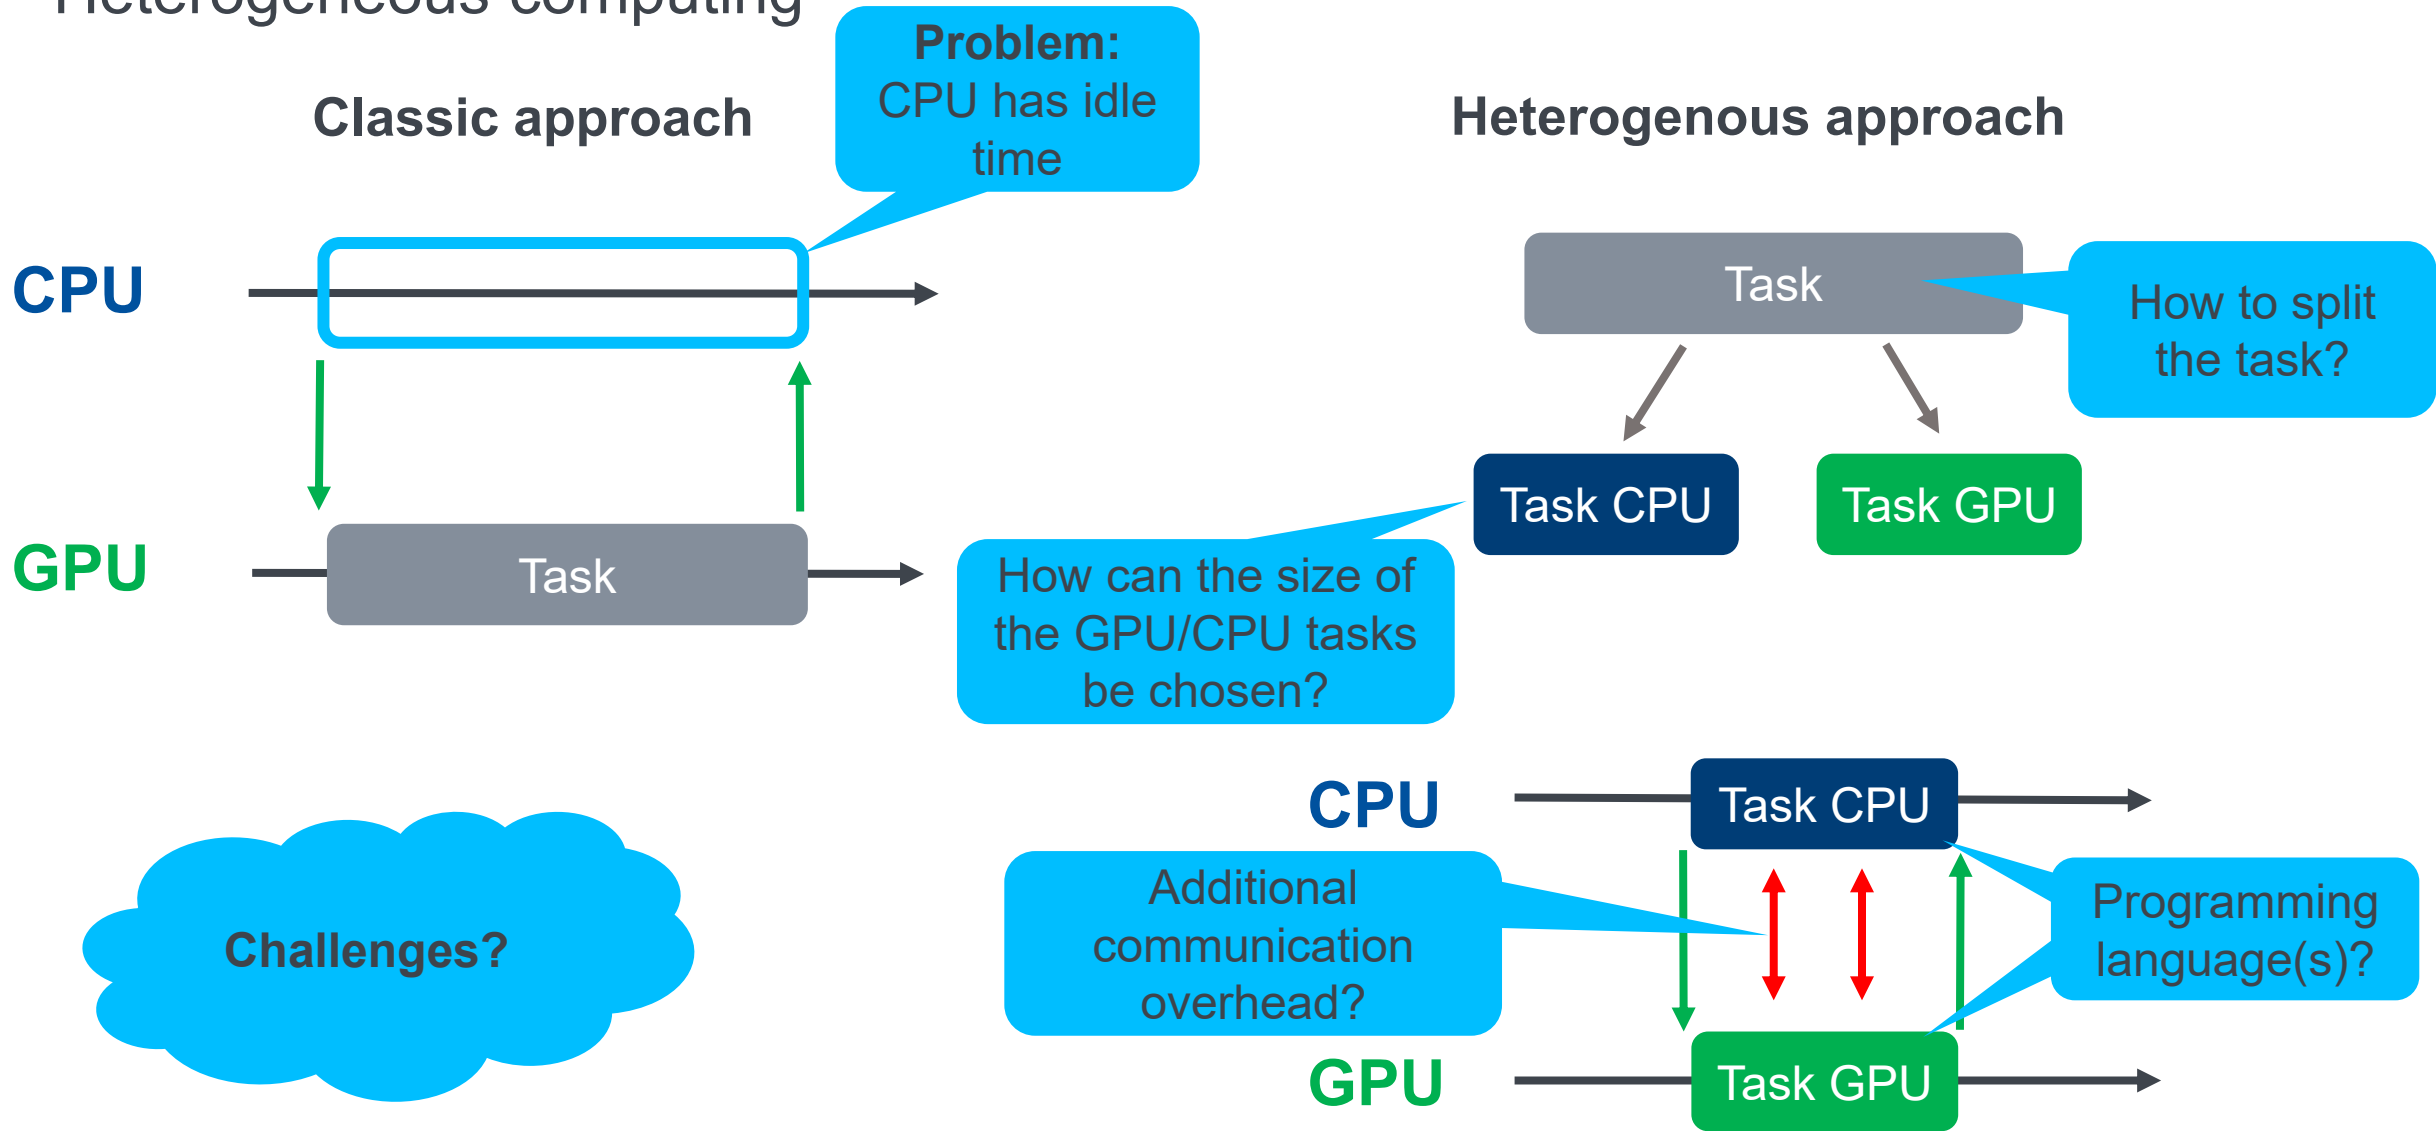 Heterogeneous computing
Problem:
CPU has idle
time
Classic approach
Heterogenous approach
CPU
Task
How to split
the task?
Task CPU
Task GPU
GPU
Task
How can the size of
the GPU/CPU tasks
be chosen?
CPU
Task CPU
Additional
communication
overhead?
Programming
language(s)?
Challenges?
GPU
Task GPU